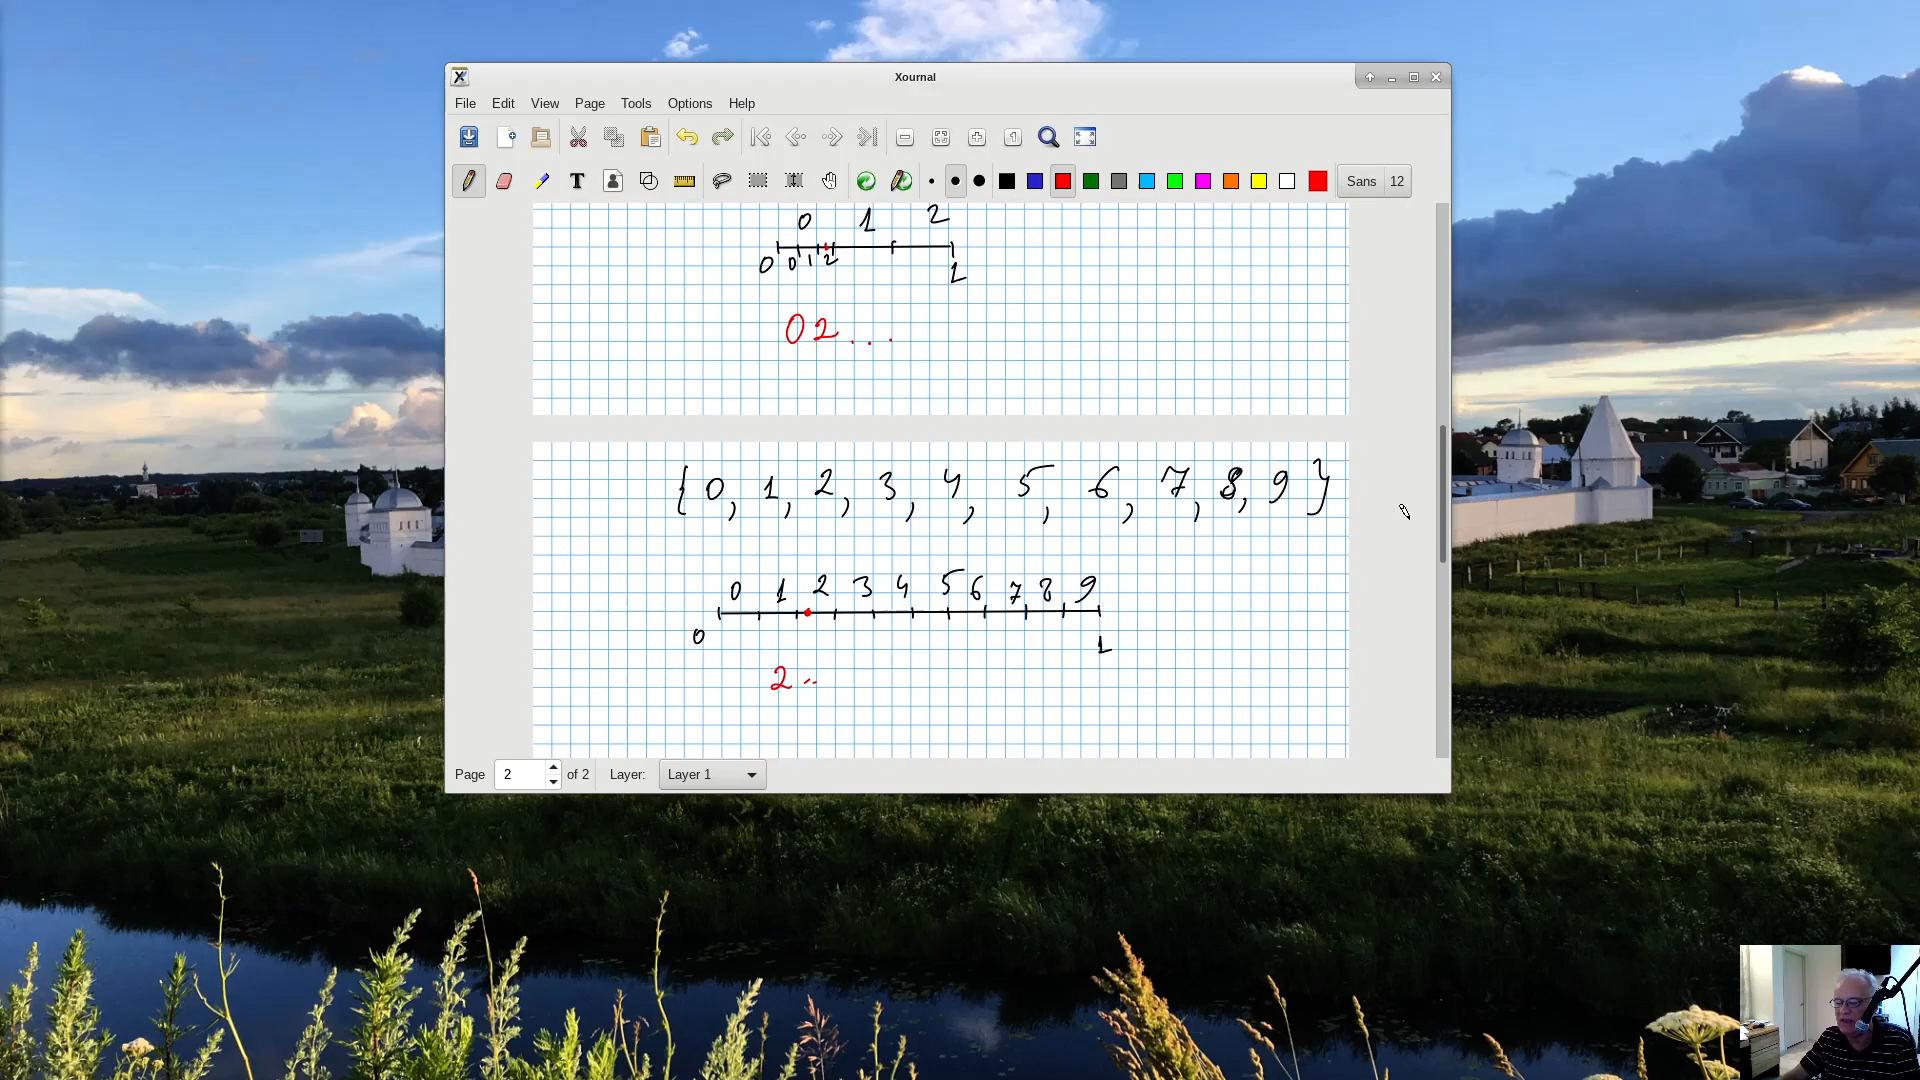 Xournal
File Edit View Page Tools Options Help
Sans 12
0 1 2
0 0 1 2 1
02...
{0, 1, 2, 3, 4, 5, 6, 7, 8, 9}
0 1 2 3 4 5 6 7 8 9
0 1
2..
Page 2 of 2 Layer: Layer 1